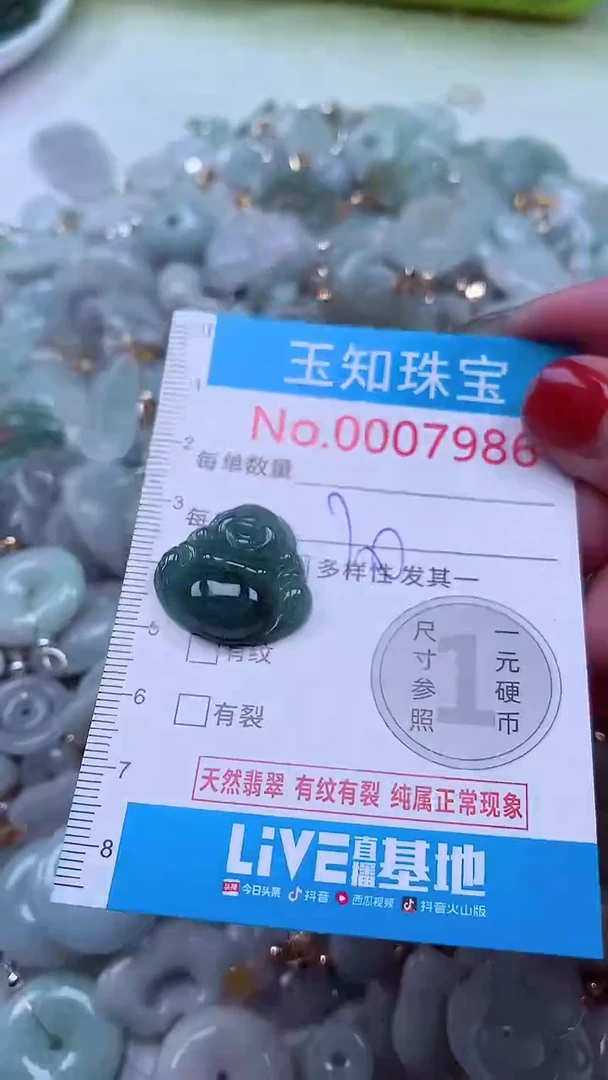 0
1
玉知珠宝
No.0007986
2
每单数量
3
每
多样性发其一
5
有纹
尺寸参照
1
一元硬币
6
有裂
7
天然翡翠 有纹有裂 纯属正常现象
8
LiVE直播基地
头条 今日头条 抖音 西瓜视频 抖音火山版